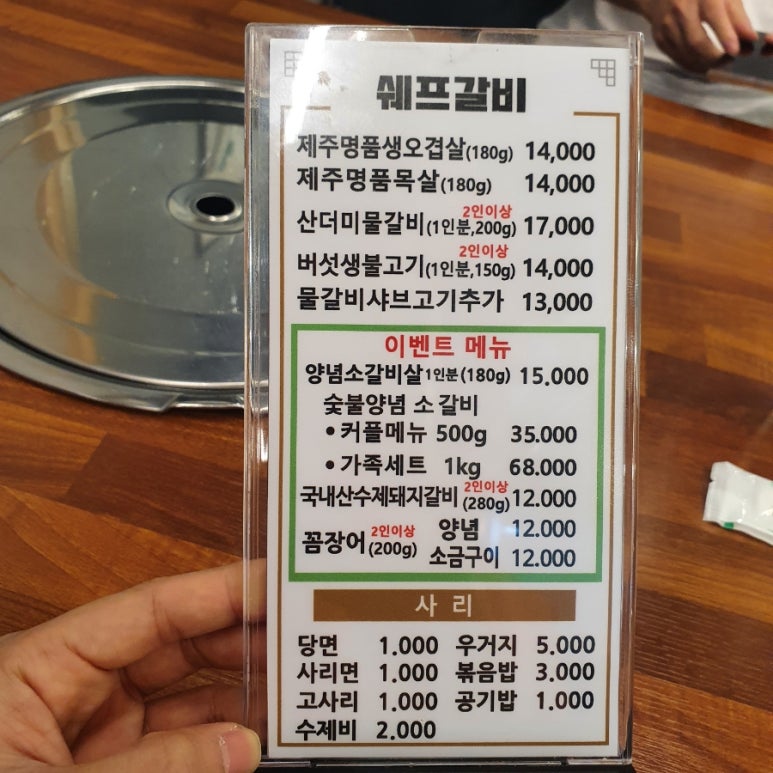 쉐프갈비
제주명품생오겹살(180g) 14,000
제주명품목살(180g) 14,000
2인이상
산더미물갈비(1인분,200g) 17,000
2인이상
버섯생불고기(1인분,150g) 14,000
물갈비샤브고기추가 13,000
이벤트 메뉴
양념소갈비살1인분(180g) 15.000
숯불양념 소 갈비
•커플메뉴 500g 35.000
•가족세트 1kg 68.000
2인이상
국내산수제돼지갈비(280g) 12.000
꼼장어 2인이상 (200g) 양념 12.000
소금구이 12.000
사 리
당면 1.000 우거지 5.000
사리면 1.000 볶음밥 3.000
고사리 1.000 공기밥 1.000
수제비 2.000